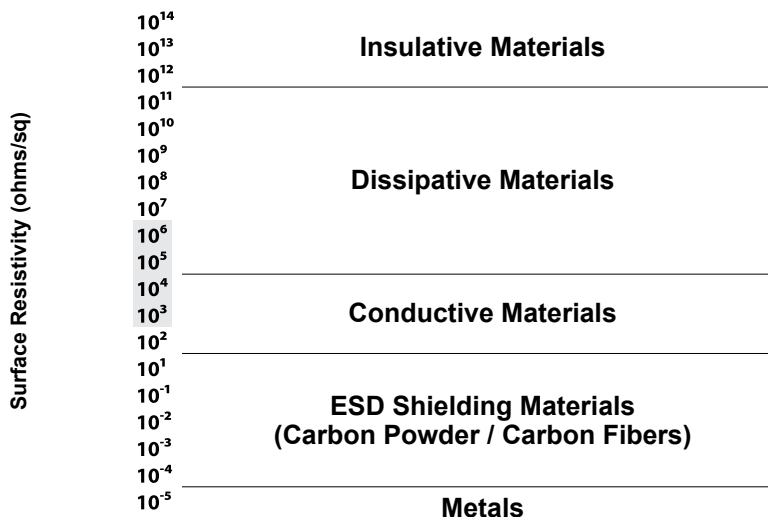 Surface Resistivity (ohms/sq)
10¹⁴
10¹³
10¹²
Insulative Materials
10¹¹
10¹⁰
10⁹
10⁸
10⁷
10⁶
10⁵
Dissipative Materials
10⁴
10³
10²
Conductive Materials
10¹
10⁻¹
10⁻²
10⁻³
10⁻⁴
ESD Shielding Materials
(Carbon Powder / Carbon Fibers)
10⁻⁵
Metals